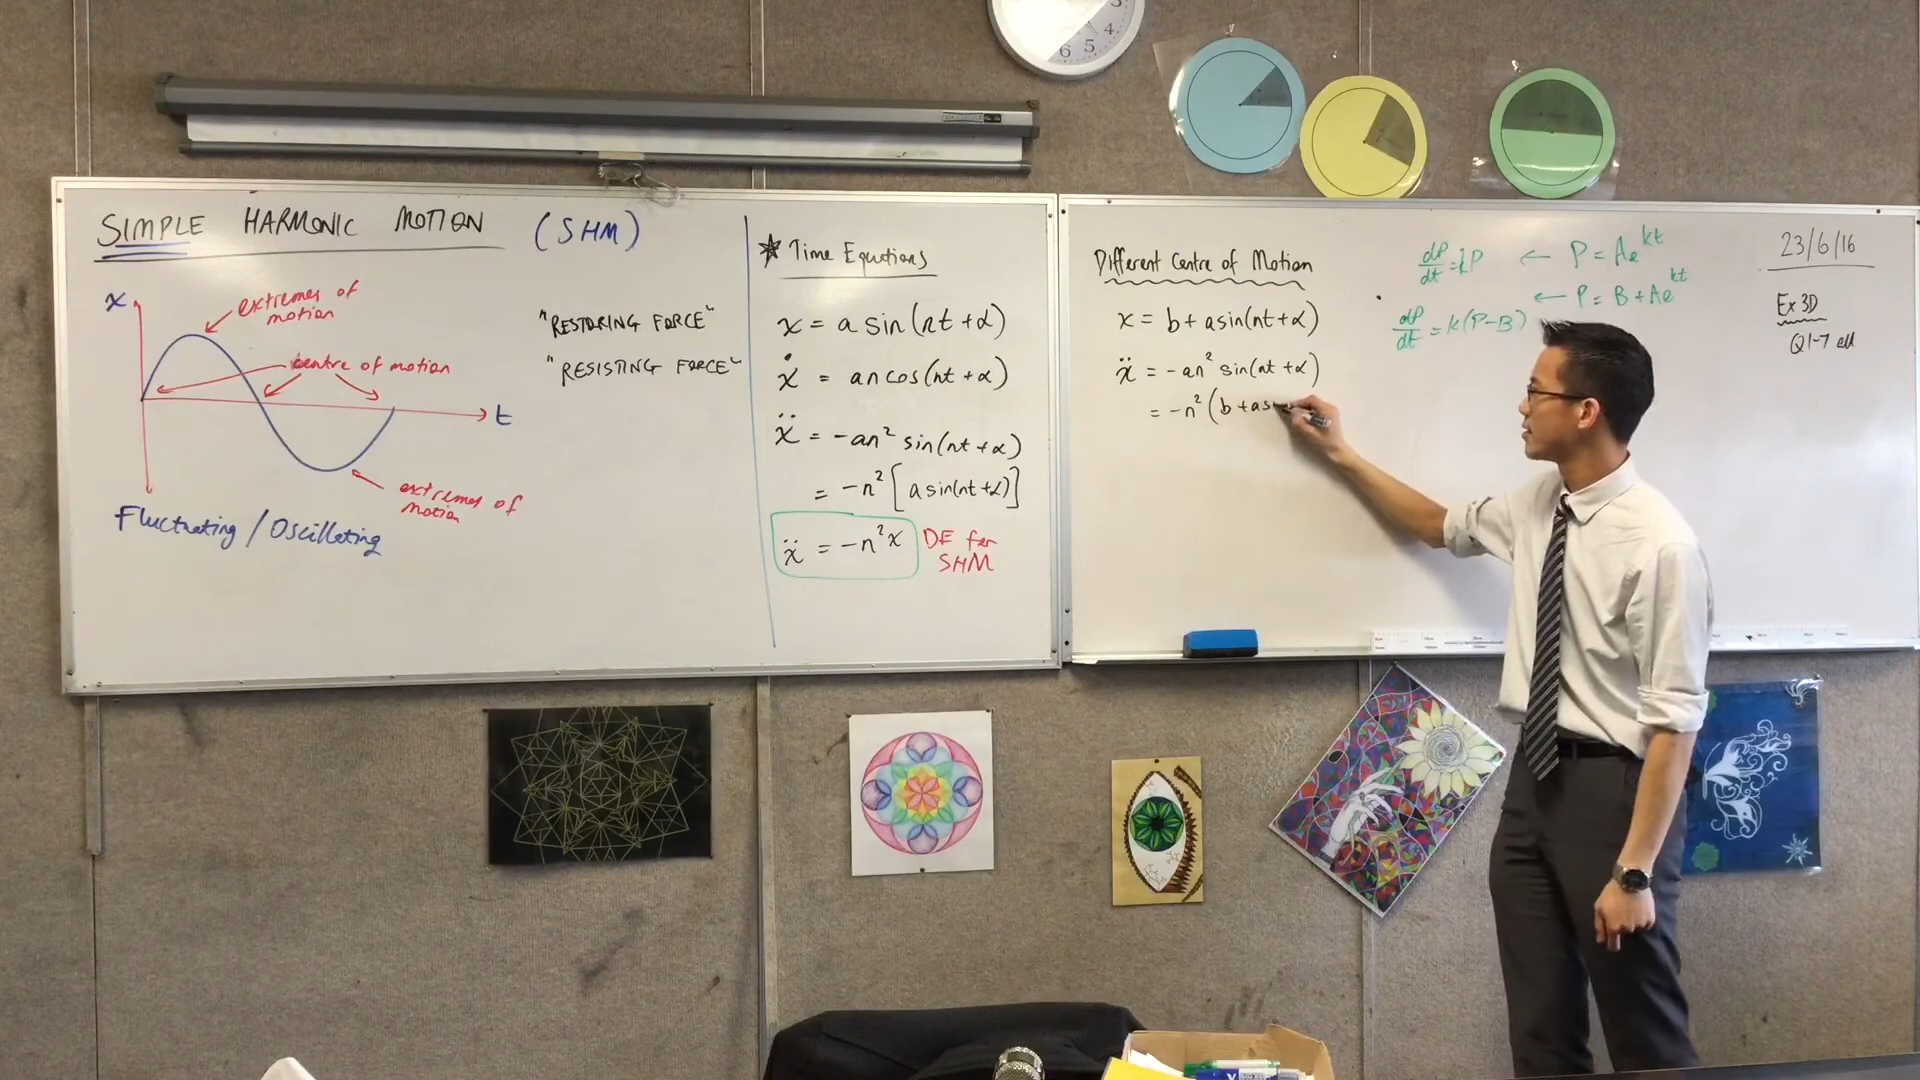 SIMPLE HARMONIC MOTION (SHM)
x
extremes of
motion
centre of motion
t
extremes of
motion
Fluctuating / Oscillating
"RESTORING FORCE"
"RESISTING FORCE"
★ Time Equations
x = a sin(nt + α)
ẋ = an cos(nt + α)
ẍ = -an² sin(nt + α)
= -n² [a sin(nt + α)]
ẍ = -n²x
DE for
SHM
Different Centre of Motion
x = b + a sin(nt + α)
ẍ = -an² sin(nt + α)
= -n² (b + as
dP/dt = kP ← P = Ae^kt
← P = B + Ae^kt
dP/dt = k(P-B)
23/6/16
Ex 3D
Q1-7 all
4
5
6